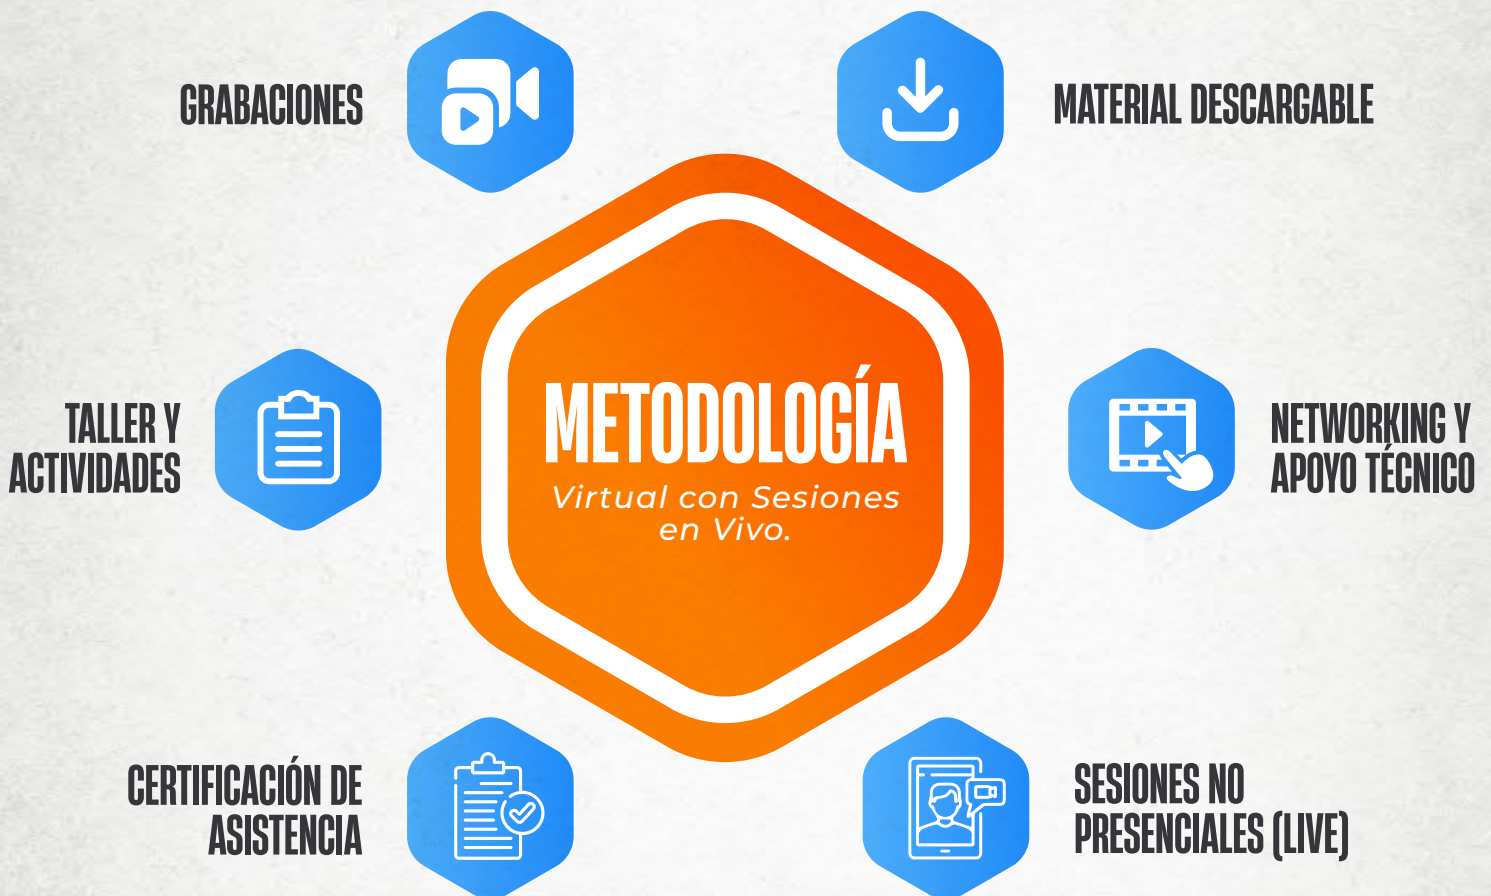 GRABACIONES
MATERIAL DESCARGABLE
METODOLOGÍA
Virtual con Sesiones
en Vivo.
TALLER Y
ACTIVIDADES
NETWORKING Y
APOYO TÉCNICO
CERTIFICACIÓN DE
ASISTENCIA
SESIONES NO
PRESENCIALES (LIVE)